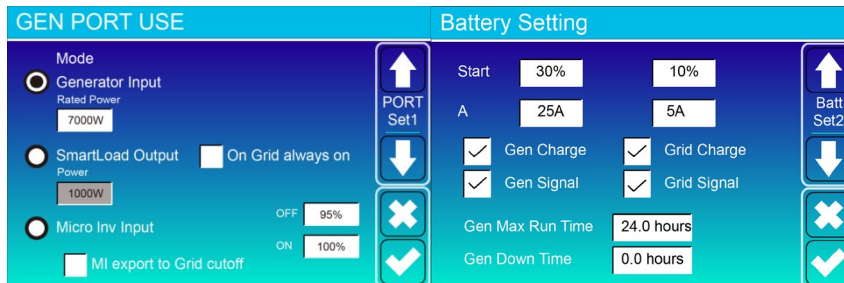 GEN PORT USE
Mode
Generator Input
Rated Power
7000W
SmartLoad Output On Grid always on
Power
1000W
Micro Inv Input
OFF 95%
ON 100%
MI export to Grid cutoff
PORT
Set1
Battery Setting
Start 30% 10%
A 25A 5A
Gen Charge Grid Charge
Gen Signal Grid Signal
Gen Max Run Time 24.0 hours
Gen Down Time 0.0 hours
Batt
Set2